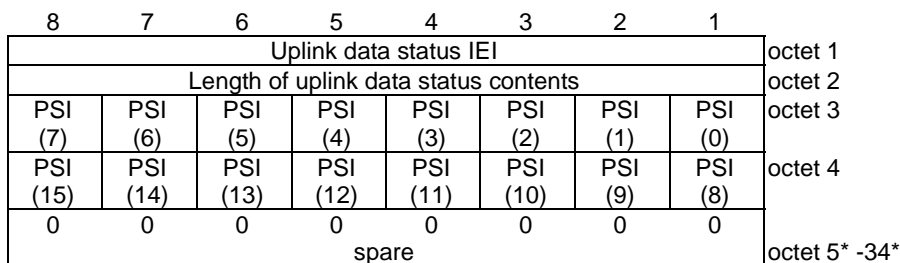 8 7 6 5 4 3 2 1
Uplink data status IEI octet 1
Length of uplink data status contents octet 2
PSI PSI PSI PSI PSI PSI PSI PSI octet 3
(7) (6) (5) (4) (3) (2) (1) (0)
PSI PSI PSI PSI PSI PSI PSI PSI octet 4
(15) (14) (13) (12) (11) (10) (9) (8)
0 0 0 0 0 0 0 0
spare octet 5* -34*